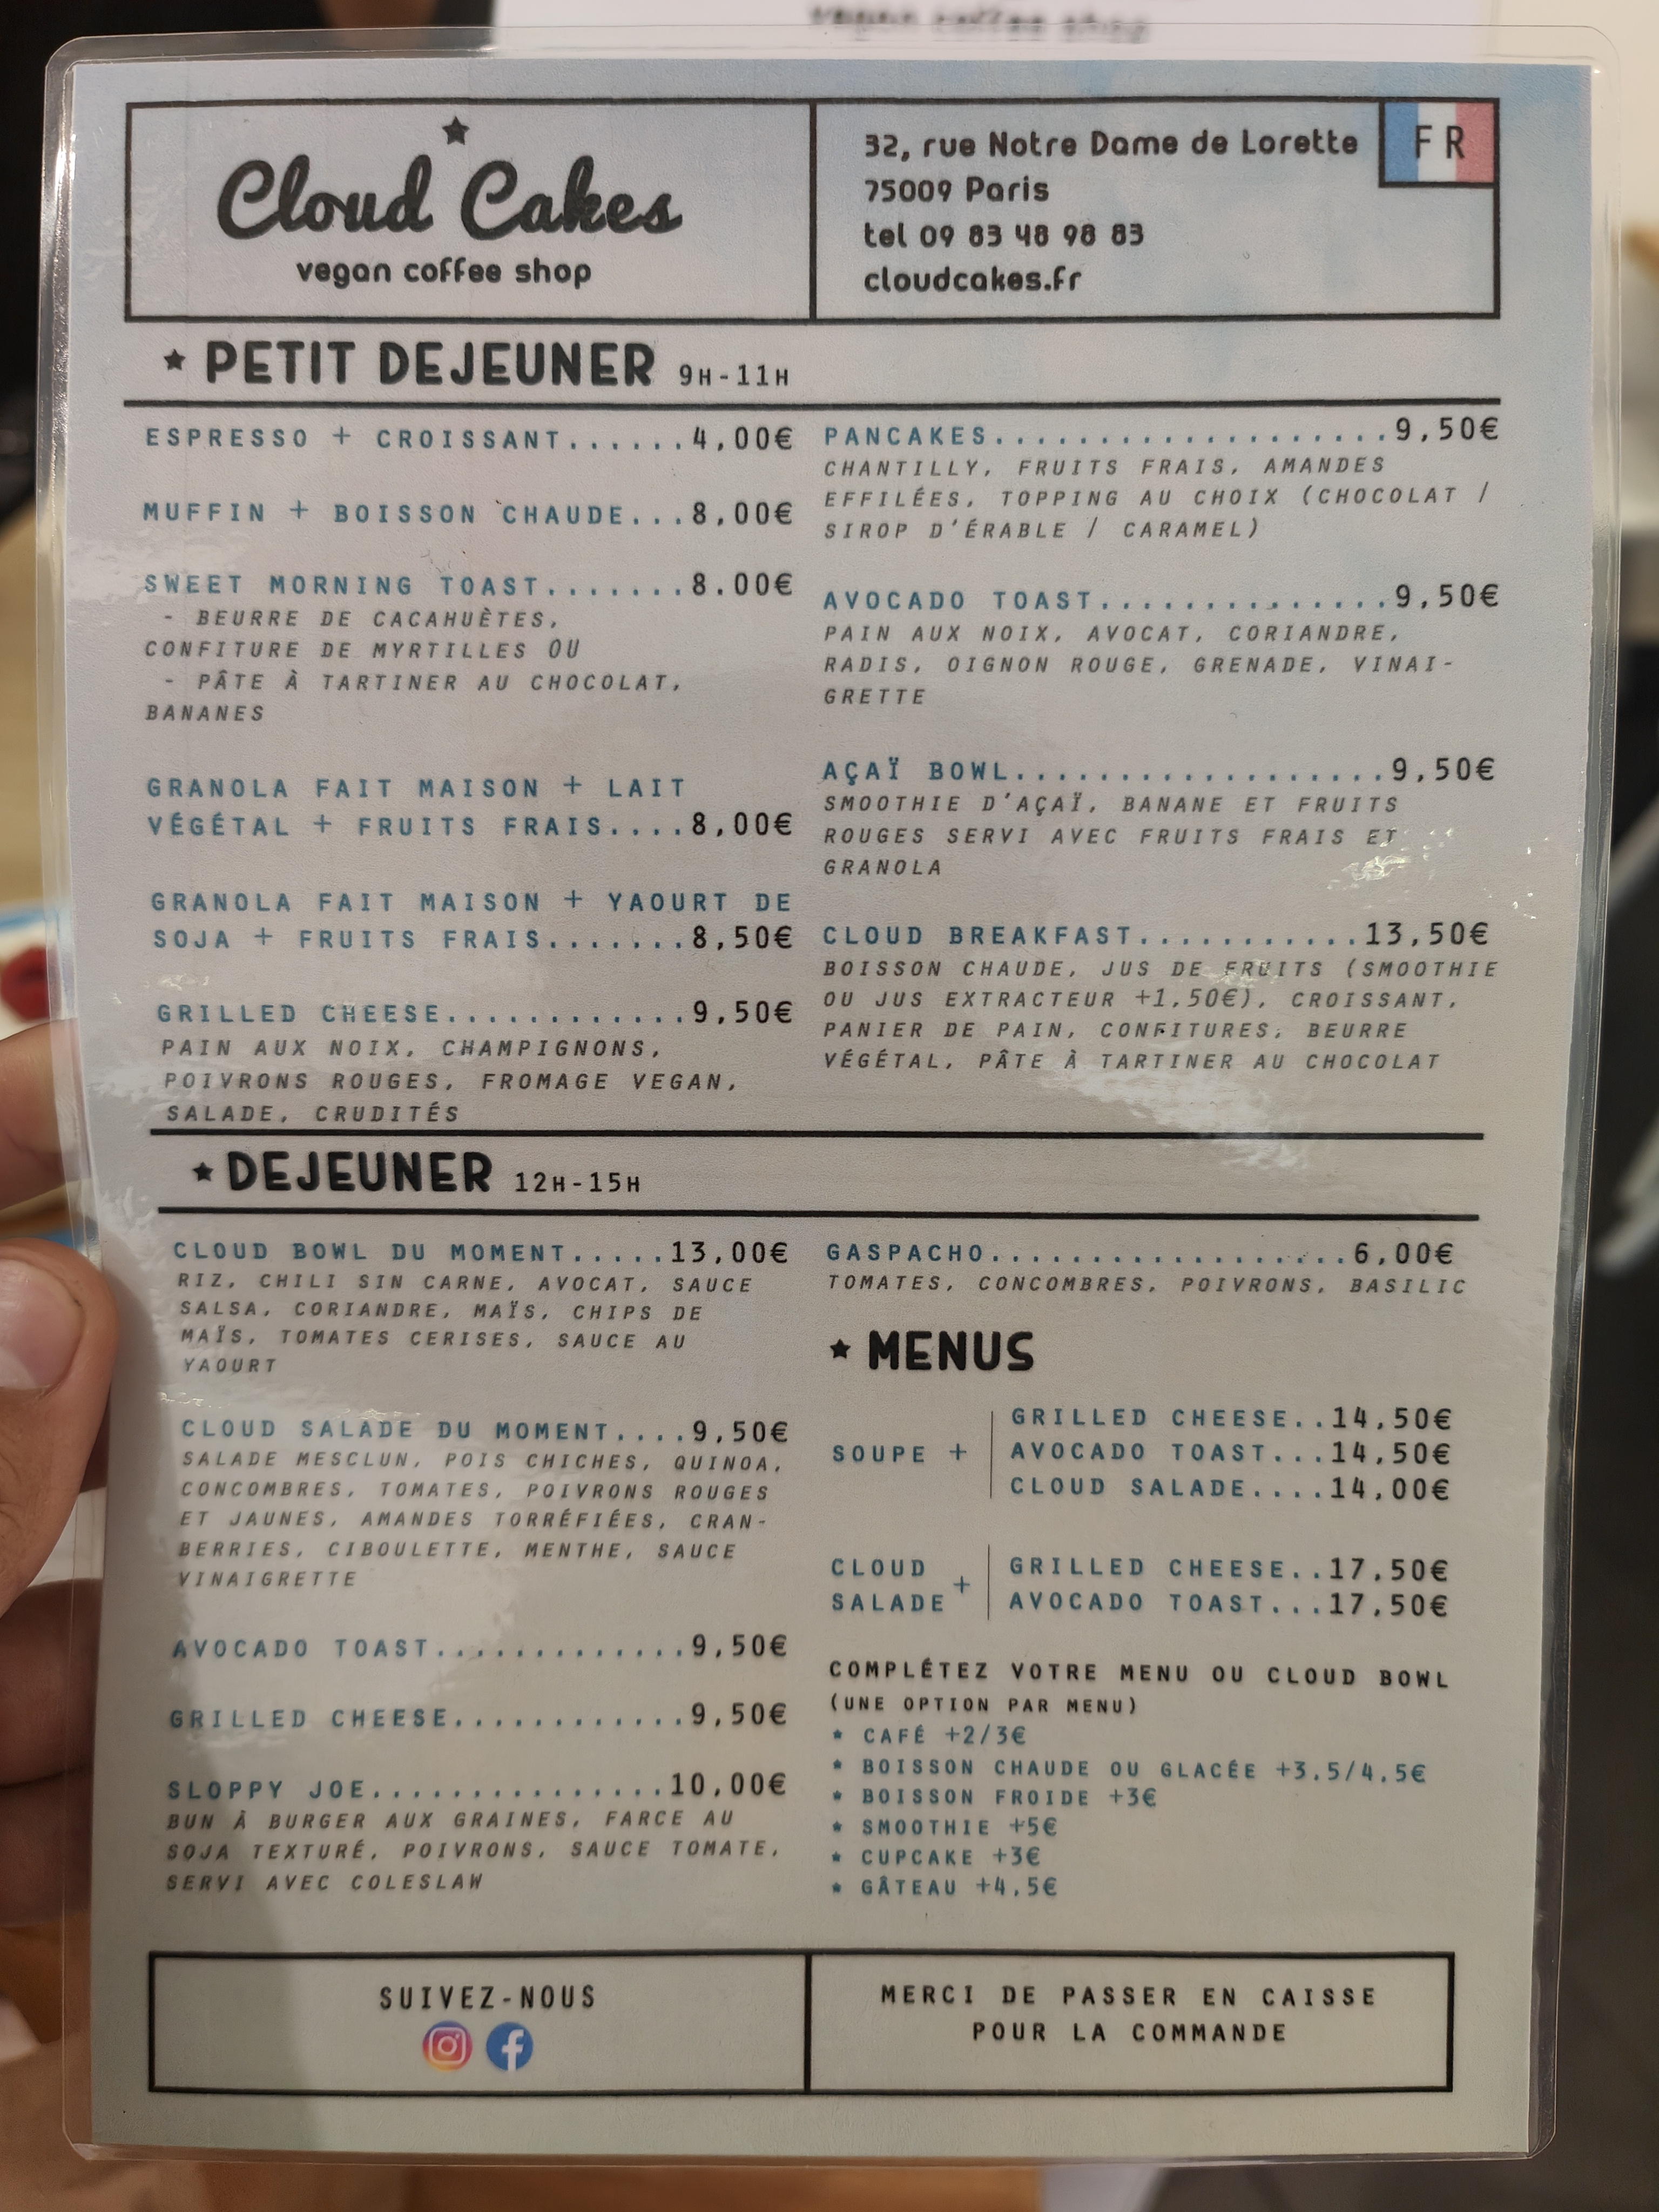 vegan coffee shop
Cloud Cakes
vegan coffee shop
32, rue Notre Dame de Lorette
75009 Paris
tel 09 83 48 98 83
cloudcakes.fr
FR
PETIT DEJEUNER 9H-11H
ESPRESSO + CROISSANT......4,00€
MUFFIN + BOISSON CHAUDE...8,00€
SWEET MORNING TOAST.......8.00€
- BEURRE DE CACAHUÈTES,
CONFITURE DE MYRTILLES OU
- PÂTE À TARTINER AU CHOCOLAT,
BANANES
GRANOLA FAIT MAISON + LAIT
VÉGÉTAL + FRUITS FRAIS....8,00€
GRANOLA FAIT MAISON + YAOURT DE
SOJA + FRUITS FRAIS.......8,50€
GRILLED CHEESE............9,50€
PAIN AUX NOIX, CHAMPIGNONS,
POIVRONS ROUGES, FROMAGE VEGAN,
SALADE, CRUDITÉS
PANCAKES...................9,50€
CHANTILLY, FRUITS FRAIS, AMANDES
EFFILÉES, TOPPING AU CHOIX (CHOCOLAT /
SIROP D'ÉRABLE / CARAMEL)
AVOCADO TOAST..............9,50€
PAIN AUX NOIX, AVOCAT, CORIANDRE,
RADIS, OIGNON ROUGE, GRENADE, VINAI-
GRETTE
AÇAÏ BOWL..................9,50€
SMOOTHIE D'AÇAÏ, BANANE ET FRUITS
ROUGES SERVI AVEC FRUITS FRAIS ET
GRANOLA
CLOUD BREAKFAST...........13,50€
BOISSON CHAUDE, JUS DE FRUITS (SMOOTHIE
OU JUS EXTRACTEUR +1,50€), CROISSANT,
PANIER DE PAIN, CONFITURES, BEURRE
VÉGÉTAL, PÂTE À TARTINER AU CHOCOLAT
DEJEUNER 12H-15H
CLOUD BOWL DU MOMENT.....13,00€
RIZ, CHILI SIN CARNE, AVOCAT, SAUCE
SALSA, CORIANDRE, MAÏS, CHIPS DE
MAÏS, TOMATES CERISES, SAUCE AU
YAOURT
CLOUD SALADE DU MOMENT....9,50€
SALADE MESCLUN, POIS CHICHES, QUINOA,
CONCOMBRES, TOMATES, POIVRONS ROUGES
ET JAUNES, AMANDES TORRÉFIÉES, CRAN-
BERRIES, CIBOULETTE, MENTHE, SAUCE
VINAIGRETTE
AVOCADO TOAST.............9,50€
GRILLED CHEESE............9,50€
SLOPPY JOE...............10,00€
BUN À BURGER AUX GRAINES, FARCE AU
SOJA TEXTURÉ, POIVRONS, SAUCE TOMATE,
SERVI AVEC COLESLAW
GASPACHO..................6,00€
TOMATES, CONCOMBRES, POIVRONS, BASILIC
MENUS
SOUPE +
GRILLED CHEESE..14,50€
AVOCADO TOAST...14,50€
CLOUD SALADE....14,00€
CLOUD
SALADE +
GRILLED CHEESE..17,50€
AVOCADO TOAST...17,50€
COMPLÉTEZ VOTRE MENU OU CLOUD BOWL
(UNE OPTION PAR MENU)
* CAFÉ +2/3€
* BOISSON CHAUDE OU GLACÉE +3.5/4.5€
* BOISSON FROIDE +3€
* SMOOTHIE +5€
* CUPCAKE +3€
* GÂTEAU +4,5€
SUIVEZ-NOUS
MERCI DE PASSER EN CAISSE
POUR LA COMMANDE